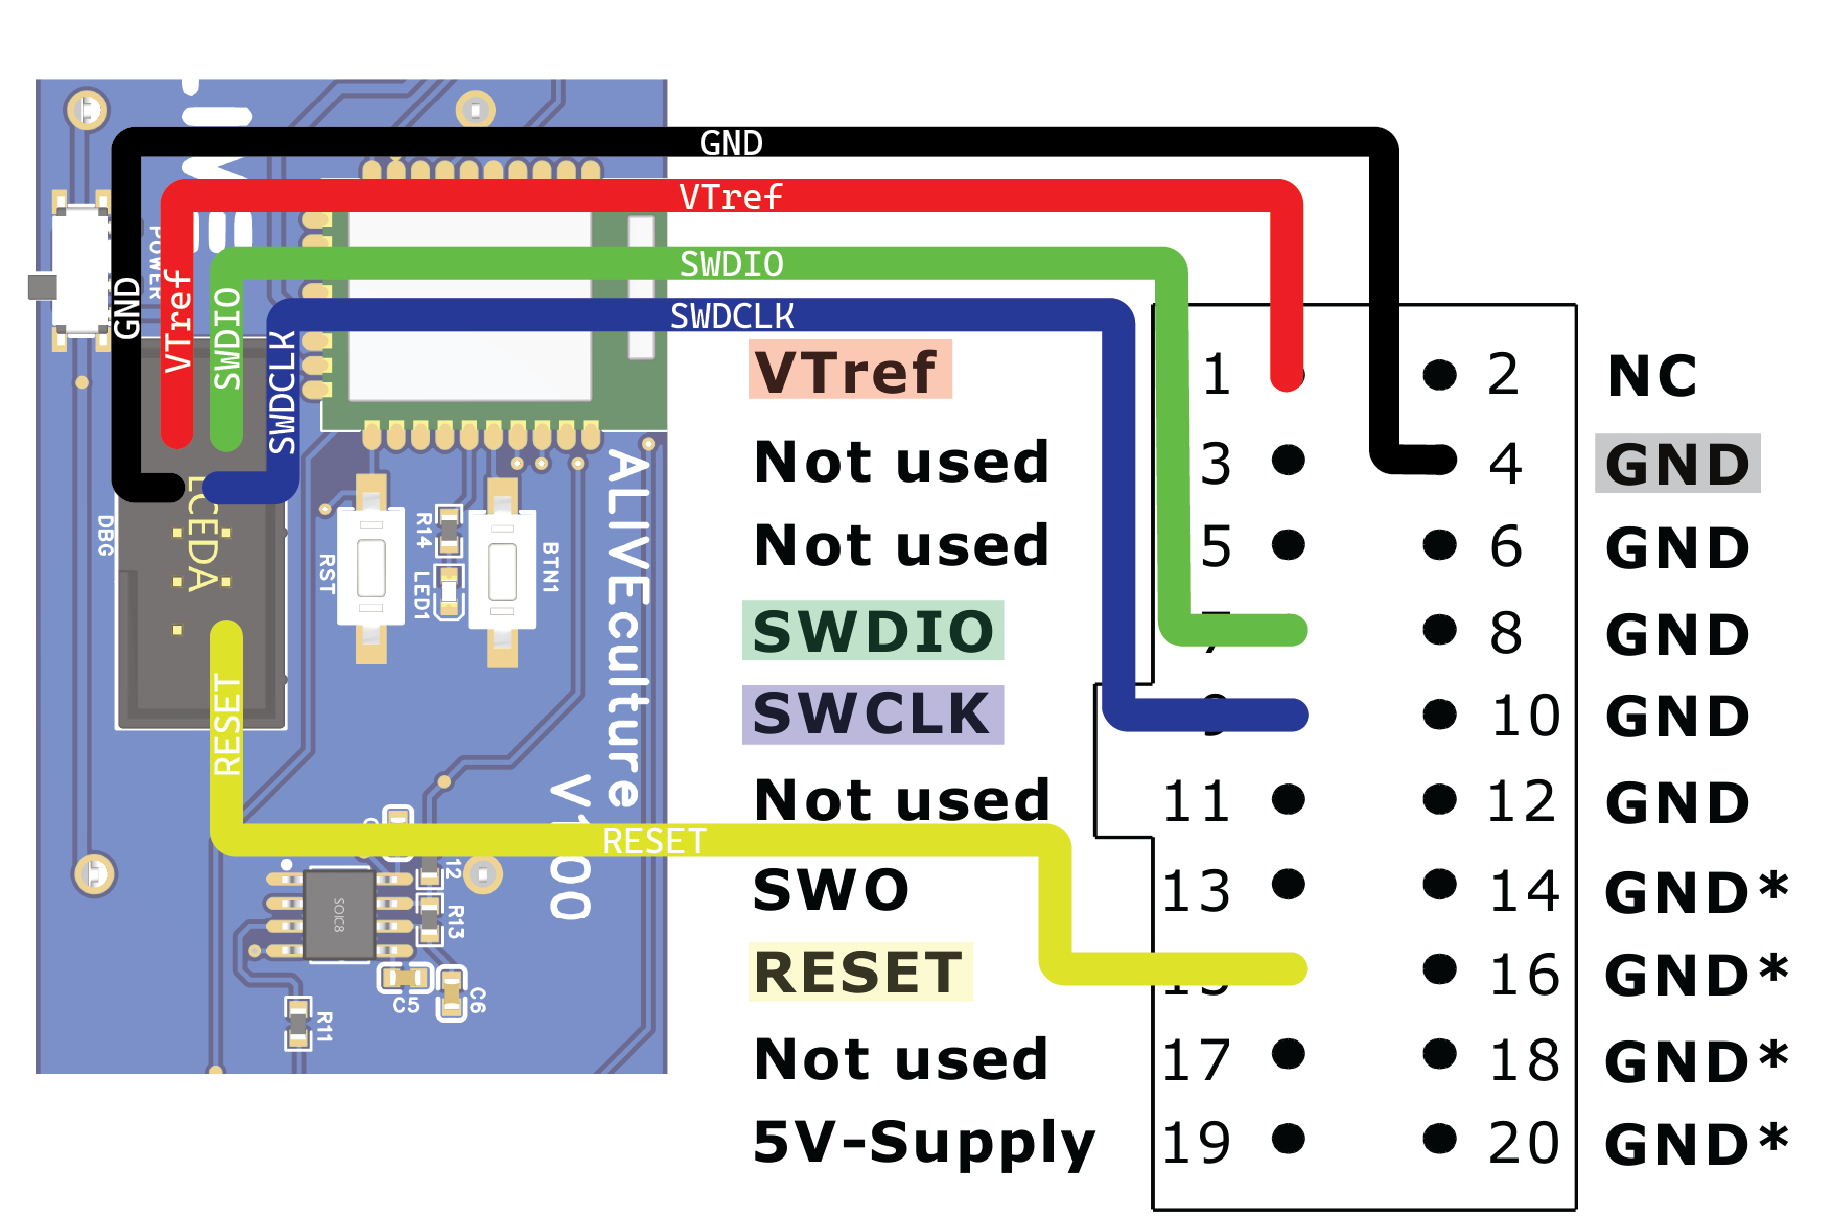 GND
VTref
SWDIO
SWDCLK
GND
VTref
SWDIO
SWDCLK
POWER
LCEDA
DBG
RST
R14
LED1
BTN1
ALIVEculture
V100
RESET
RESET
12
R13
SOIC8
C5
C6
R11
VTref 1 2 NC
Not used 3 4 GND
Not used 5 6 GND
SWDIO 7 8 GND
SWCLK 9 10 GND
Not used 11 12 GND
SWO 13 14 GND*
RESET 15 16 GND*
Not used 17 18 GND*
5V-Supply 19 20 GND*